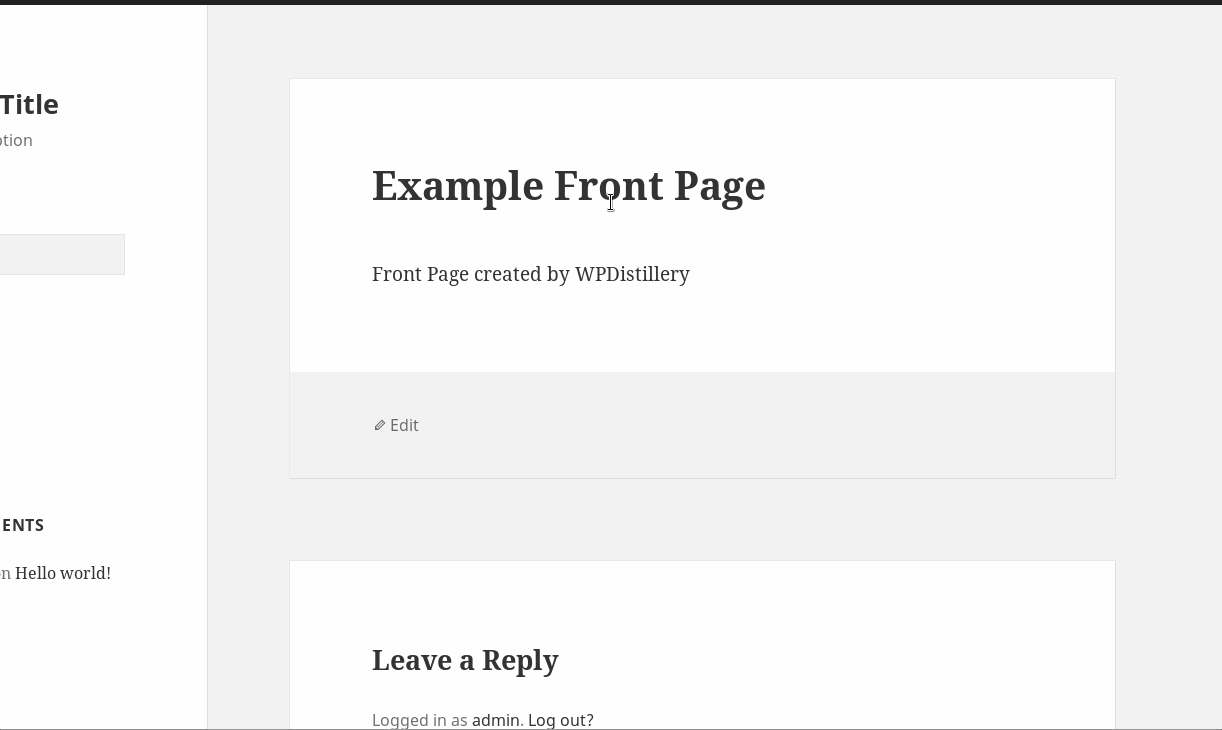 Title
ption
Example Front Page
Front Page created by WPDistillery
Edit
ENTS
on Hello world!
Leave a Reply
Logged in as admin. Log out?